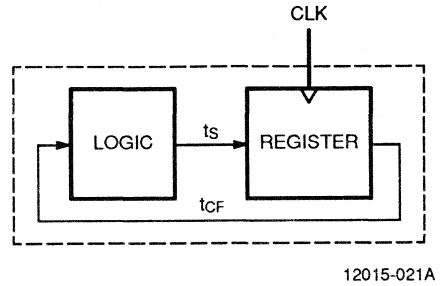 CLK
LOGIC
tS
REGISTER
tCF
12015-021A